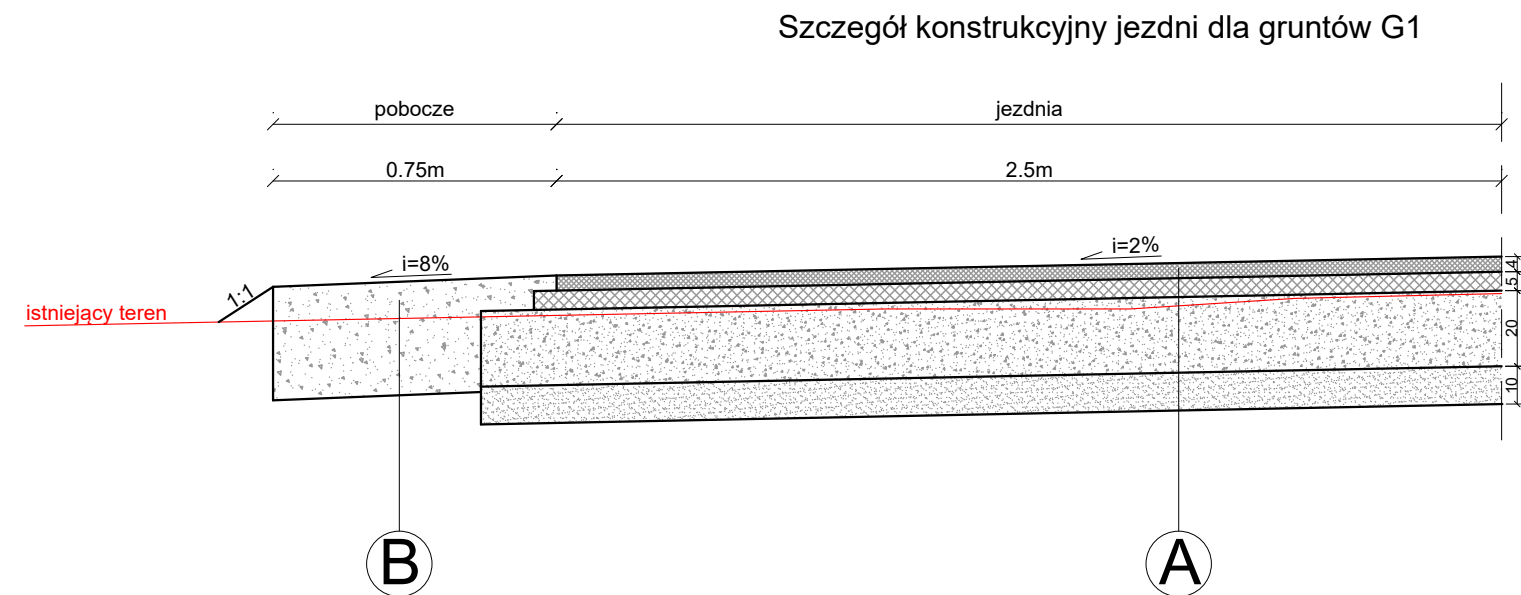 Szczegół konstrukcyjny jezdni dla gruntów G1
pobocze
jezdnia
0.75m
2.5m
i=2%
i=8%
1:1
istniejący teren
4
5
20
10
B
A